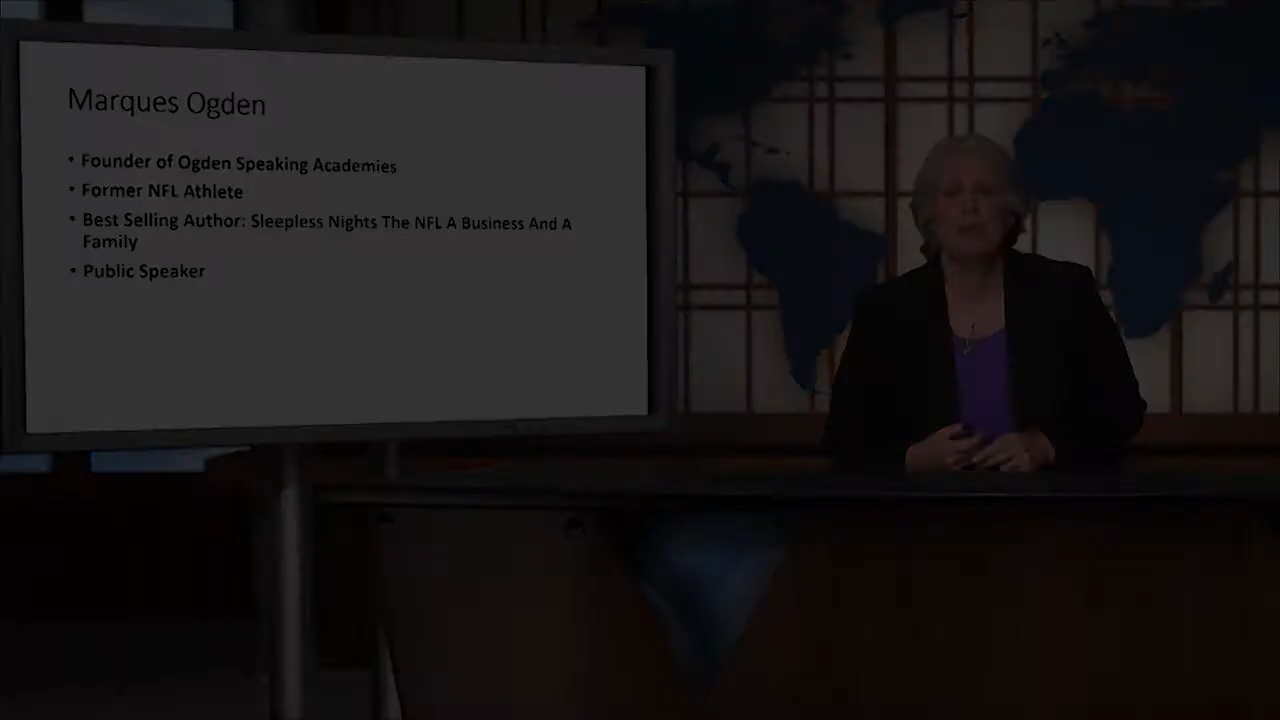 Marques Ogden
• Founder of Ogden Speaking Academies
• Former NFL Athlete
• Best Selling Author: Sleepless Nights The NFL A Business And A
Family
• Public Speaker